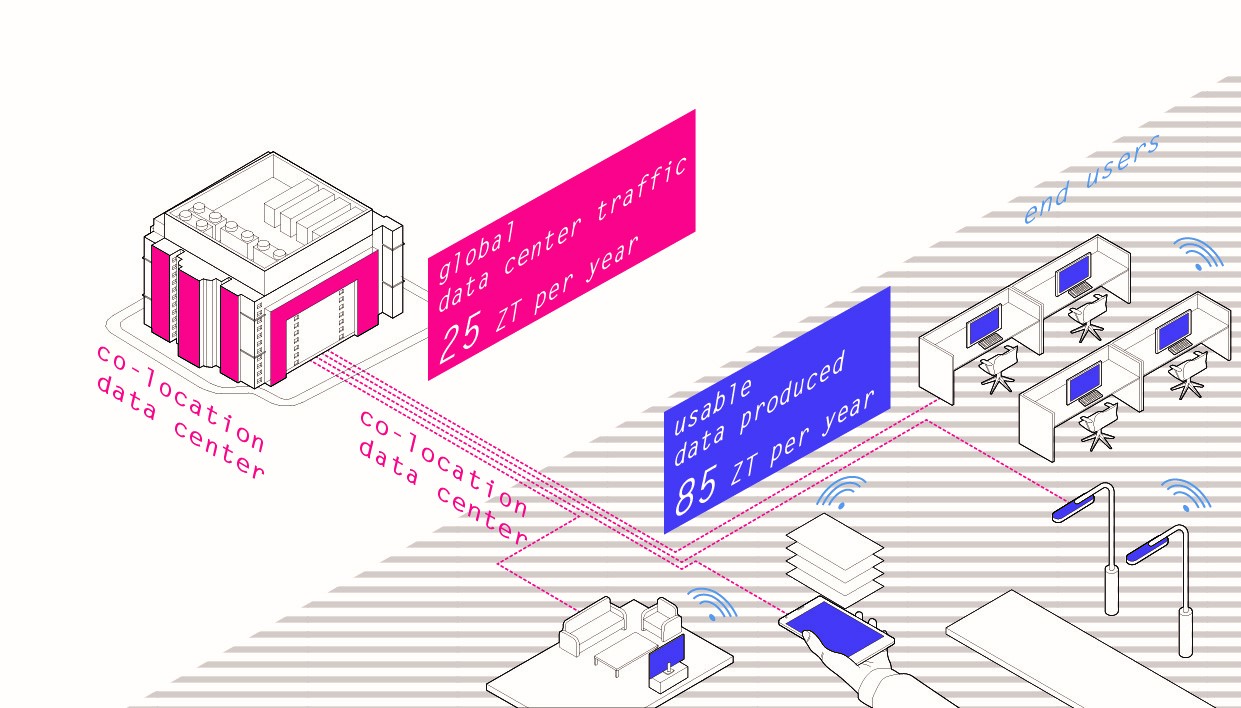 end users
global
data center traffic
25 ZT per year
usable
data produced
85 ZT per year
co-location
data center
co-location
data center